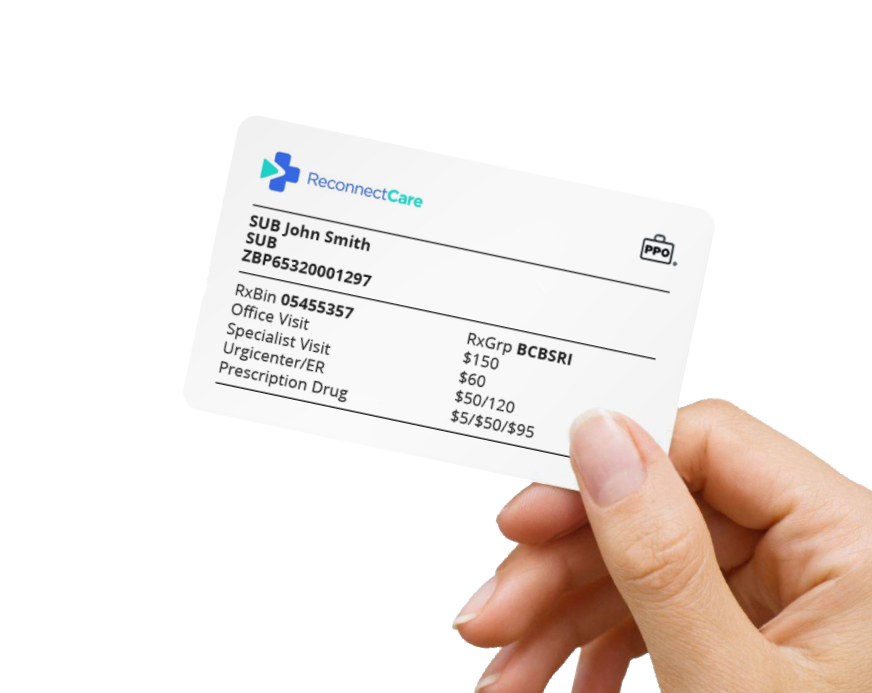 ReconnectCare
PPO
SUB John Smith
SUB
ZBP65320001297
RxBin 05455357 RxGrp BCBSRI
Office Visit $150
Specialist Visit $60
Urgicenter/ER $50/120
Prescription Drug $5/$50/$95